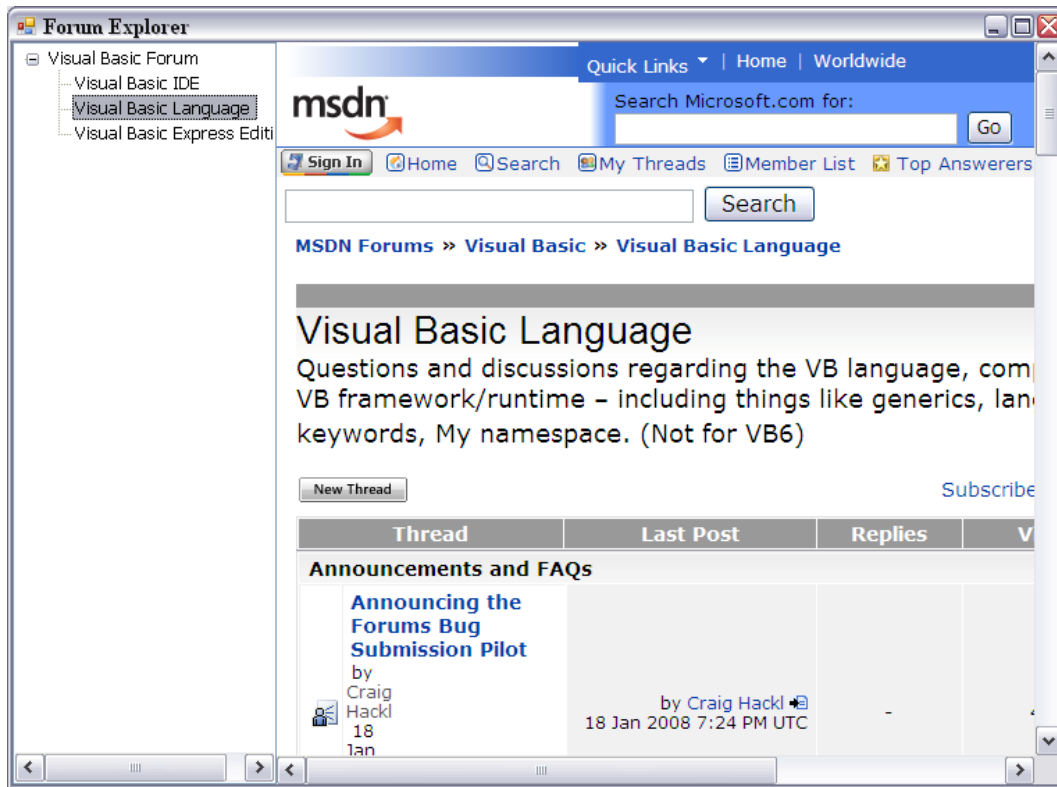 Forum Explorer
Visual Basic Forum
Visual Basic IDE
Visual Basic Language
Visual Basic Express Editi
Quick Links | Home | Worldwide
msdn
Search Microsoft.com for:
Go
Sign In Home Search My Threads Member List Top Answerers
Search
MSDN Forums » Visual Basic » Visual Basic Language
Visual Basic Language
Questions and discussions regarding the VB language, com
VB framework/runtime – including things like generics, lan
keywords, My namespace. (Not for VB6)
New Thread
Subscribe
Thread Last Post Replies V
Announcements and FAQs
Announcing the
Forums Bug
Submission Pilot
by
Craig
Hackl
18
Jan
by Craig Hackl
18 Jan 2008 7:24 PM UTC
-